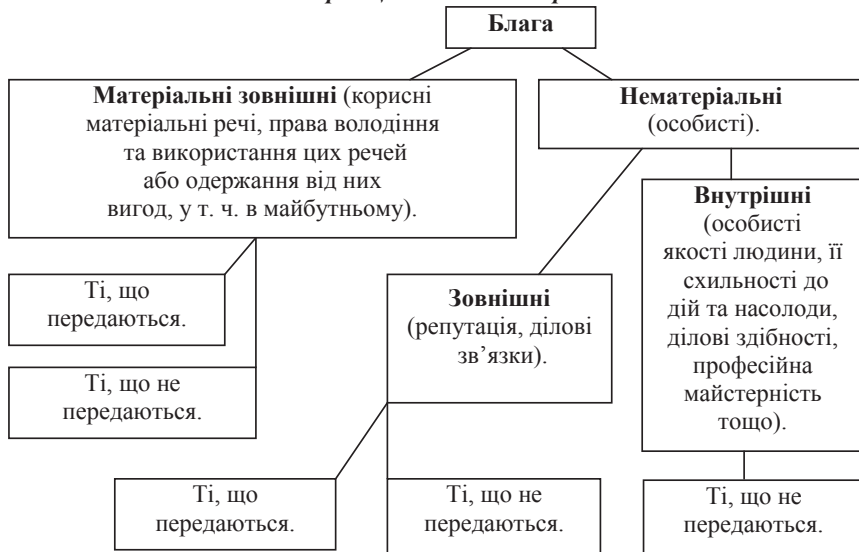 Блага
Матеріальні зовнішні (корисні
матеріальні речі, права володіння
та використання цих речей
або одержання від них
вигод, у т. ч. в майбутньому).
Нематеріальні
(особисті).
Внутрішні
(особисті
якості людини, її
схильності до
дій та насолоди,
ділові здібності,
професійна
майстерність
тощо).
Ті, що
передаються.
Зовнішні
(репутація, ділові
зв’язки).
Ті, що не
передаються.
Ті, що
передаються.
Ті, що не
передаються.
Ті, що не
передаються.